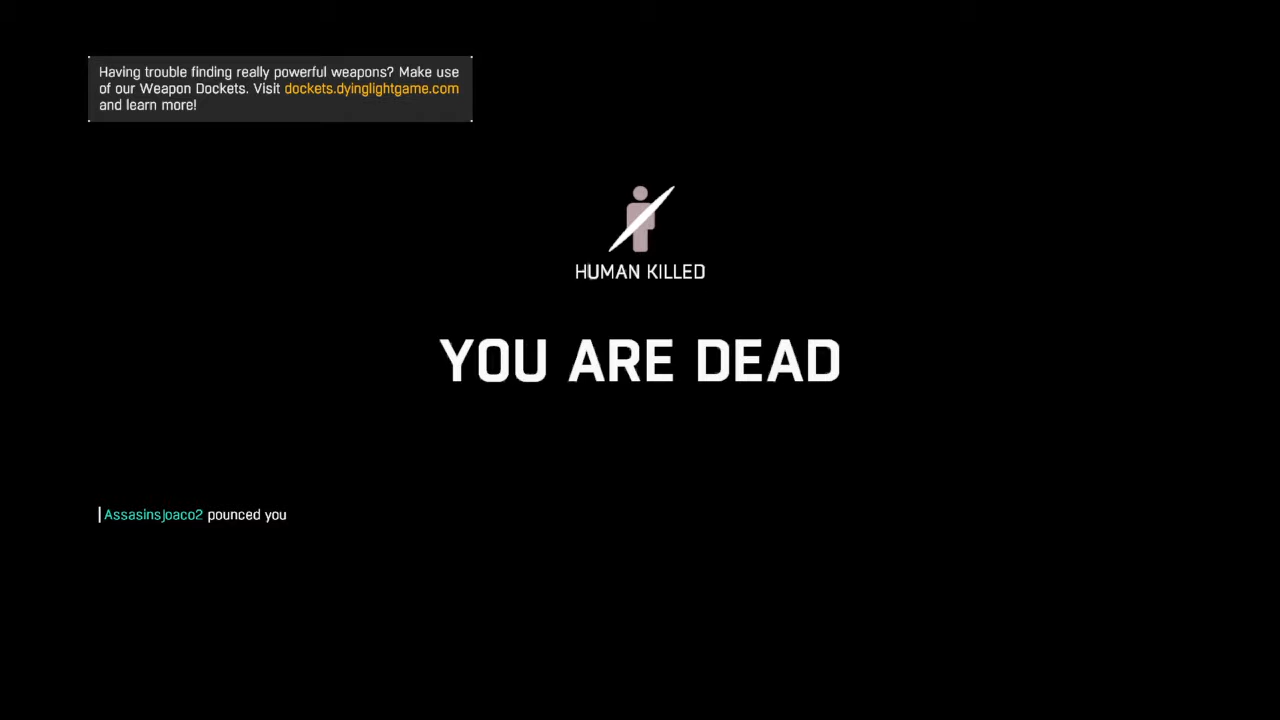 Having trouble finding really powerful weapons? Make use
of our Weapon Dockets. Visit dockets.dyinglightgame.com
and learn more!
HUMAN KILLED
YOU ARE DEAD
AssasinsJoaco2 pounced you